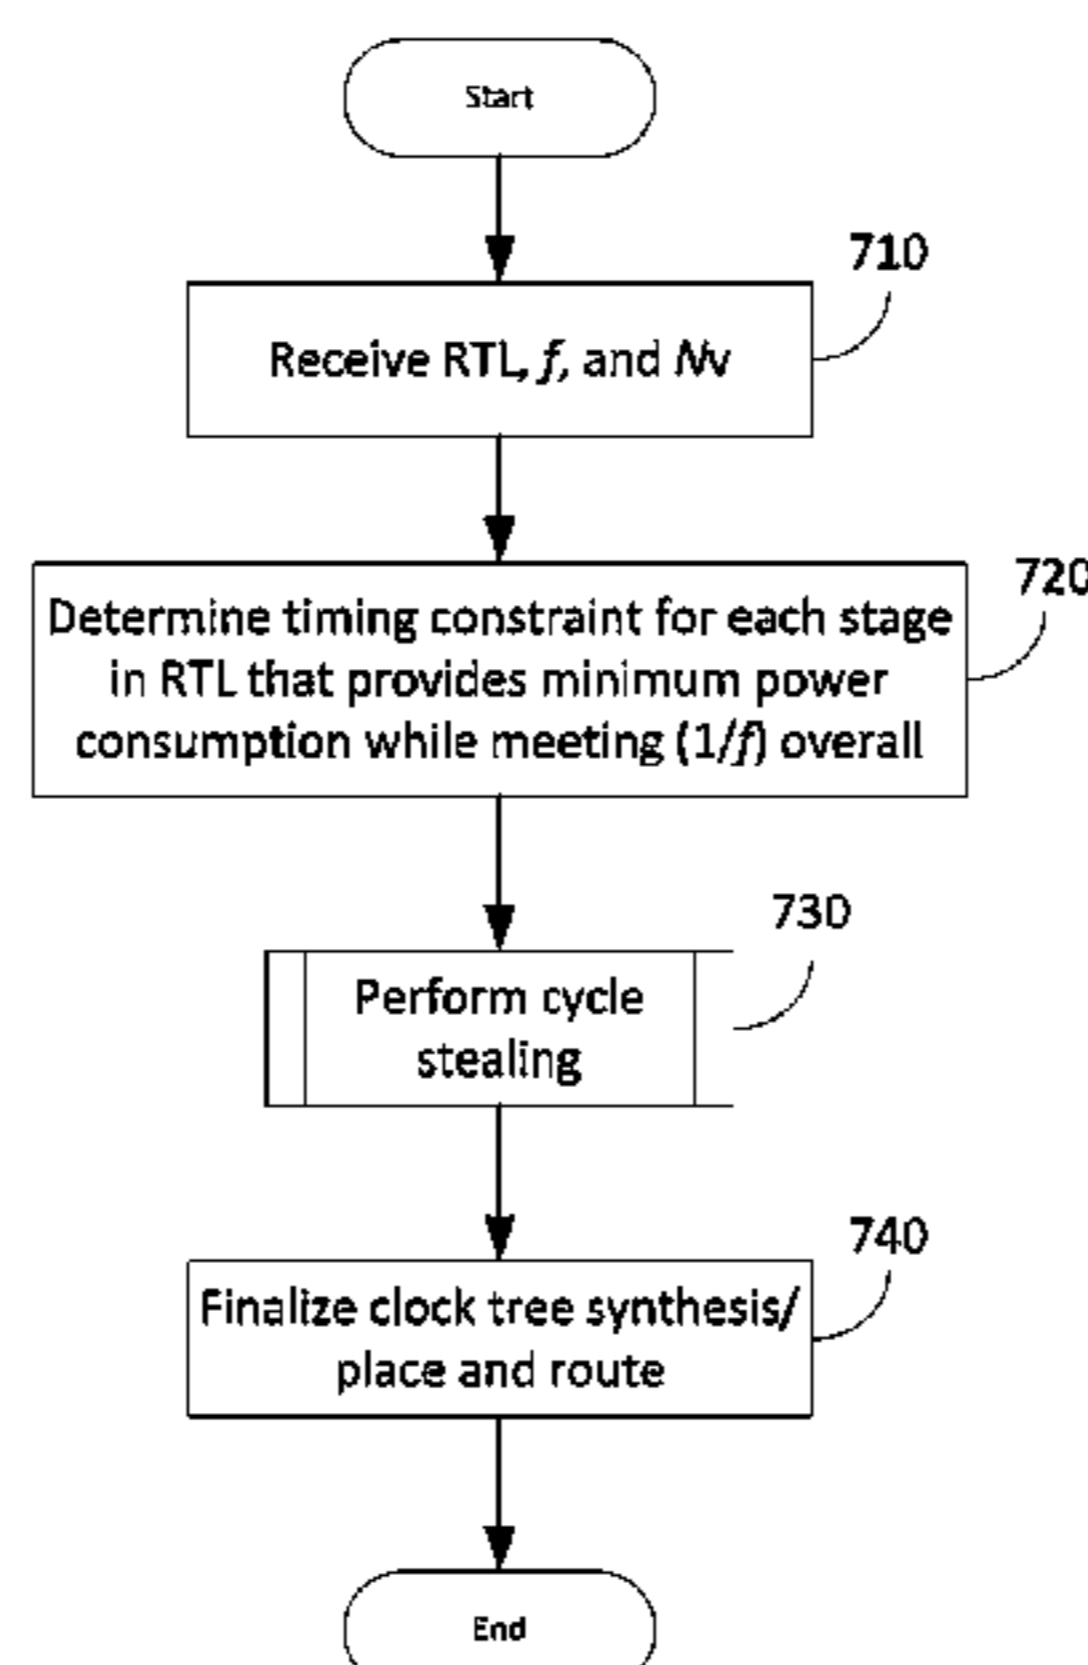 Start
710
Receive RTL, f, and Nv
720
Determine timing constraint for each stage
in RTL that provides minimum power
consumption while meeting (1/f) overall
730
Perform cycle
stealing
740
Finalize clock tree synthesis/
place and route
End